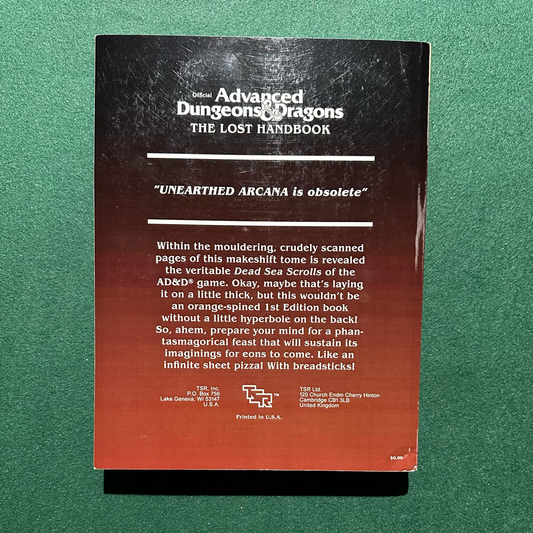 Official Advanced
Dungeons & Dragons
THE LOST HANDBOOK
"UNEARTHED ARCANA is obsolete"
Within the mouldering, crudely scanned
pages of this makeshift tome is revealed
the veritable Dead Sea Scrolls of the
AD&D® game. Okay, maybe that's laying
it on a little thick, but this wouldn't be
an orange-spined 1st Edition book
without a little hyperbole on the back!
So, ahem, prepare your mind for a phan-
tasmagorical feast that will sustain its
imaginings for eons to come. Like an
infinite sheet pizza! With breadsticks!
TSR, Inc.
P.O. Box 756
Lake Geneva, WI 53147
U.S.A.
TSR™
Printed in U.S.A.
TSR Ltd.
120 Church Endm Cherry Hinton
Cambridge CB1 3LB
United Kingdom
$0.00